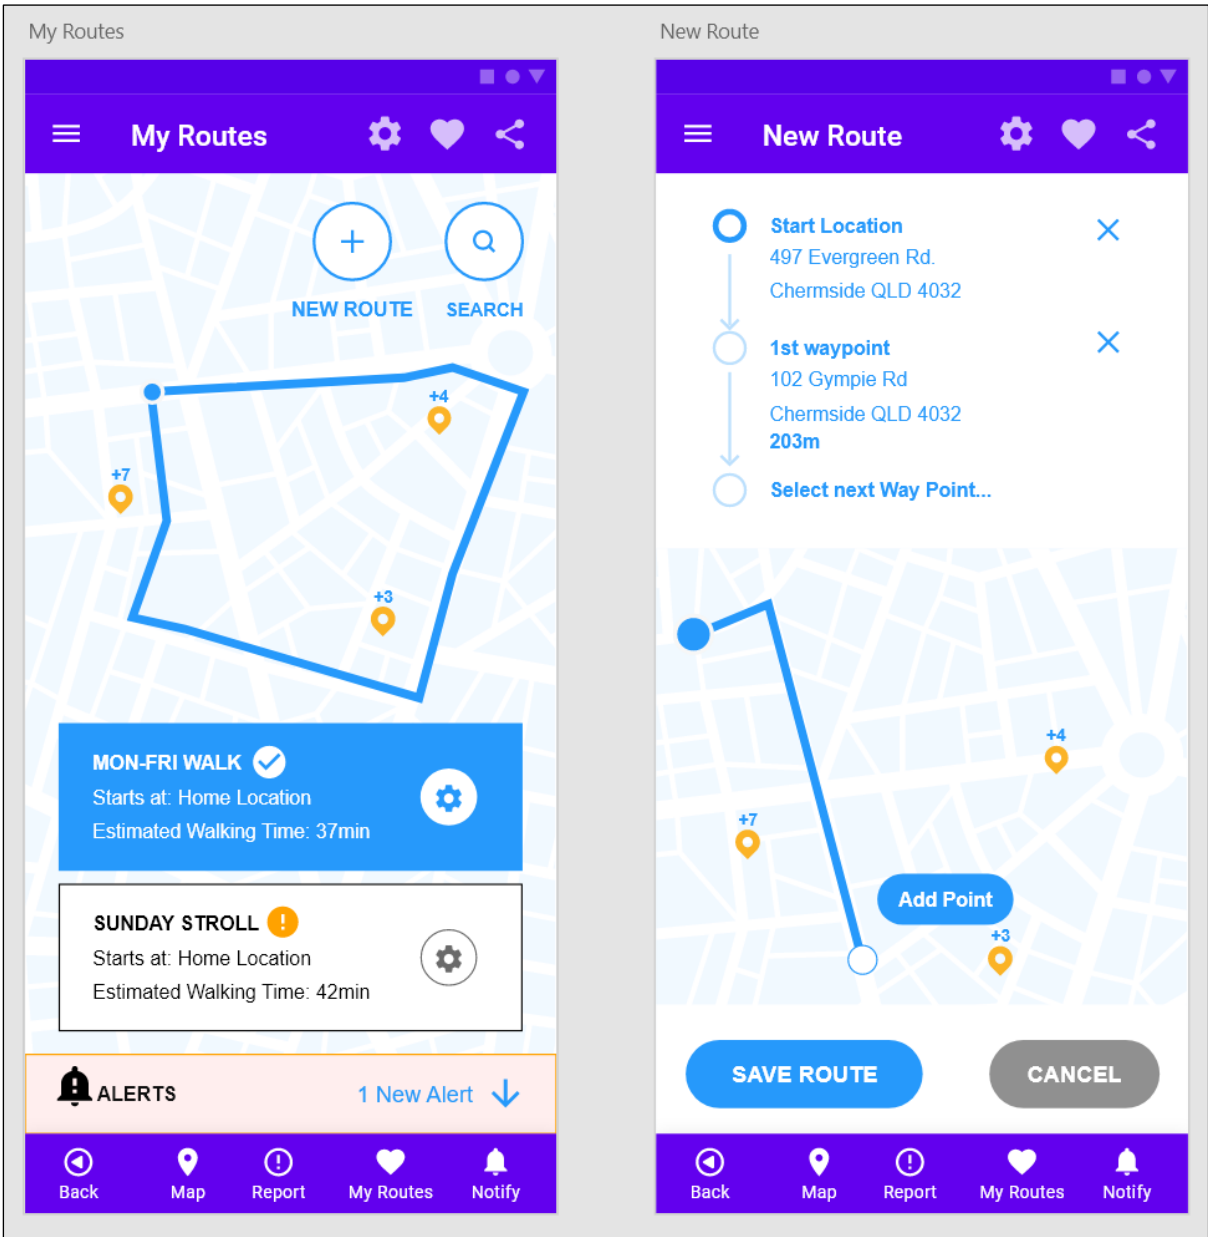 My Routes
My Routes
NEW ROUTE
SEARCH
+4
+7
+3
MON-FRI WALK
Starts at: Home Location
Estimated Walking Time: 37min
SUNDAY STROLL
Starts at: Home Location
Estimated Walking Time: 42min
ALERTS
1 New Alert
Back
Map
Report
My Routes
Notify
New Route
New Route
Start Location
497 Evergreen Rd.
Chermside QLD 4032
1st waypoint
102 Gympie Rd
Chermside QLD 4032
203m
Select next Way Point...
+4
+7
Add Point
+3
SAVE ROUTE
CANCEL
Back
Map
Report
My Routes
Notify